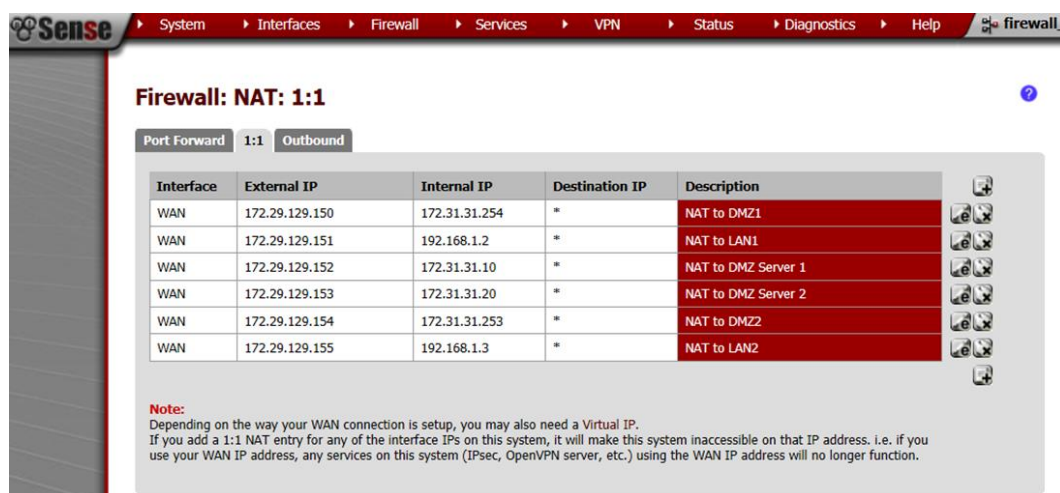 Sense
System Interfaces Firewall Services VPN Status Diagnostics Help firewall
Firewall: NAT: 1:1
?
Port Forward 1:1 Outbound
Interface External IP Internal IP Destination IP Description
WAN 172.29.129.150 172.31.31.254 * NAT to DMZ1
WAN 172.29.129.151 192.168.1.2 * NAT to LAN1
WAN 172.29.129.152 172.31.31.10 * NAT to DMZ Server 1
WAN 172.29.129.153 172.31.31.20 * NAT to DMZ Server 2
WAN 172.29.129.154 172.31.31.253 * NAT to DMZ2
WAN 172.29.129.155 192.168.1.3 * NAT to LAN2
Note:
Depending on the way your WAN connection is setup, you may also need a Virtual IP.
If you add a 1:1 NAT entry for any of the interface IPs on this system, it will make this system inaccessible on that IP address. i.e. if you
use your WAN IP address, any services on this system (IPsec, OpenVPN server, etc.) using the WAN IP address will no longer function.